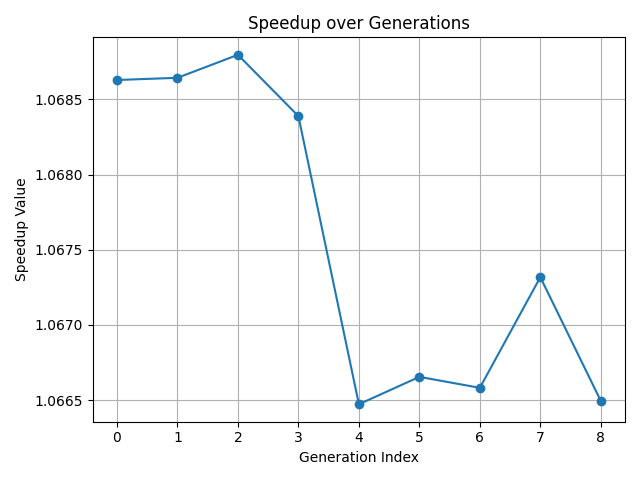 Speedup over Generations
Speedup Value
1.0685
1.0680
1.0675
1.0670
1.0665
0 1 2 3 4 5 6 7 8
Generation Index